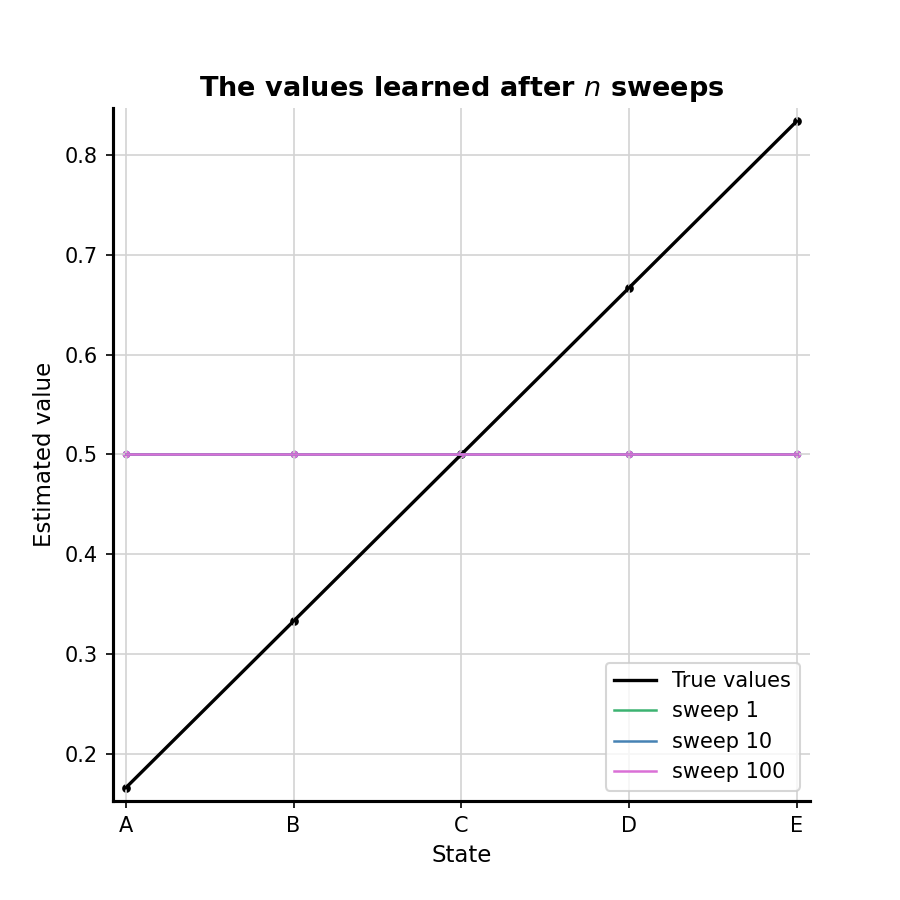 The values learned after n sweeps
Estimated value
0.8
0.7
0.6
0.5
0.4
0.3
0.2
True values
sweep 1
sweep 10
sweep 100
A B C D E
State